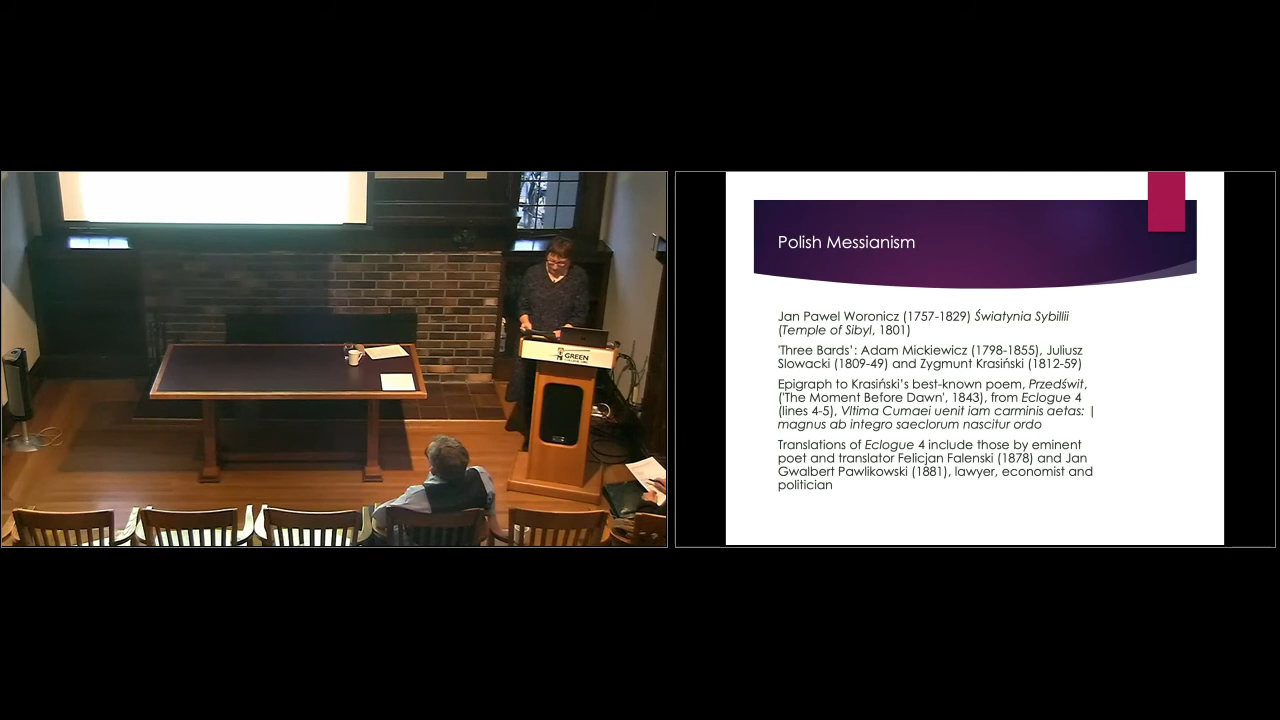 GREEN
Polish Messianism
Jan Pawel Woronicz (1757-1829) Światynia Sybillii
(Temple of Sibyl, 1801)
'Three Bards': Adam Mickiewicz (1798-1855), Juliusz
Slowacki (1809-49) and Zygmunt Krasiński (1812-59)
Epigraph to Krasiński's best-known poem, Przedświt,
('The Moment Before Dawn', 1843), from Eclogue 4
(lines 4-5), Vltima Cumaei uenit iam carminis aetas: |
magnus ab integro saeclorum nascitur ordo
Translations of Eclogue 4 include those by eminent
poet and translator Felicjan Falenski (1878) and Jan
Gwalbert Pawlikowski (1881), lawyer, economist and
politician